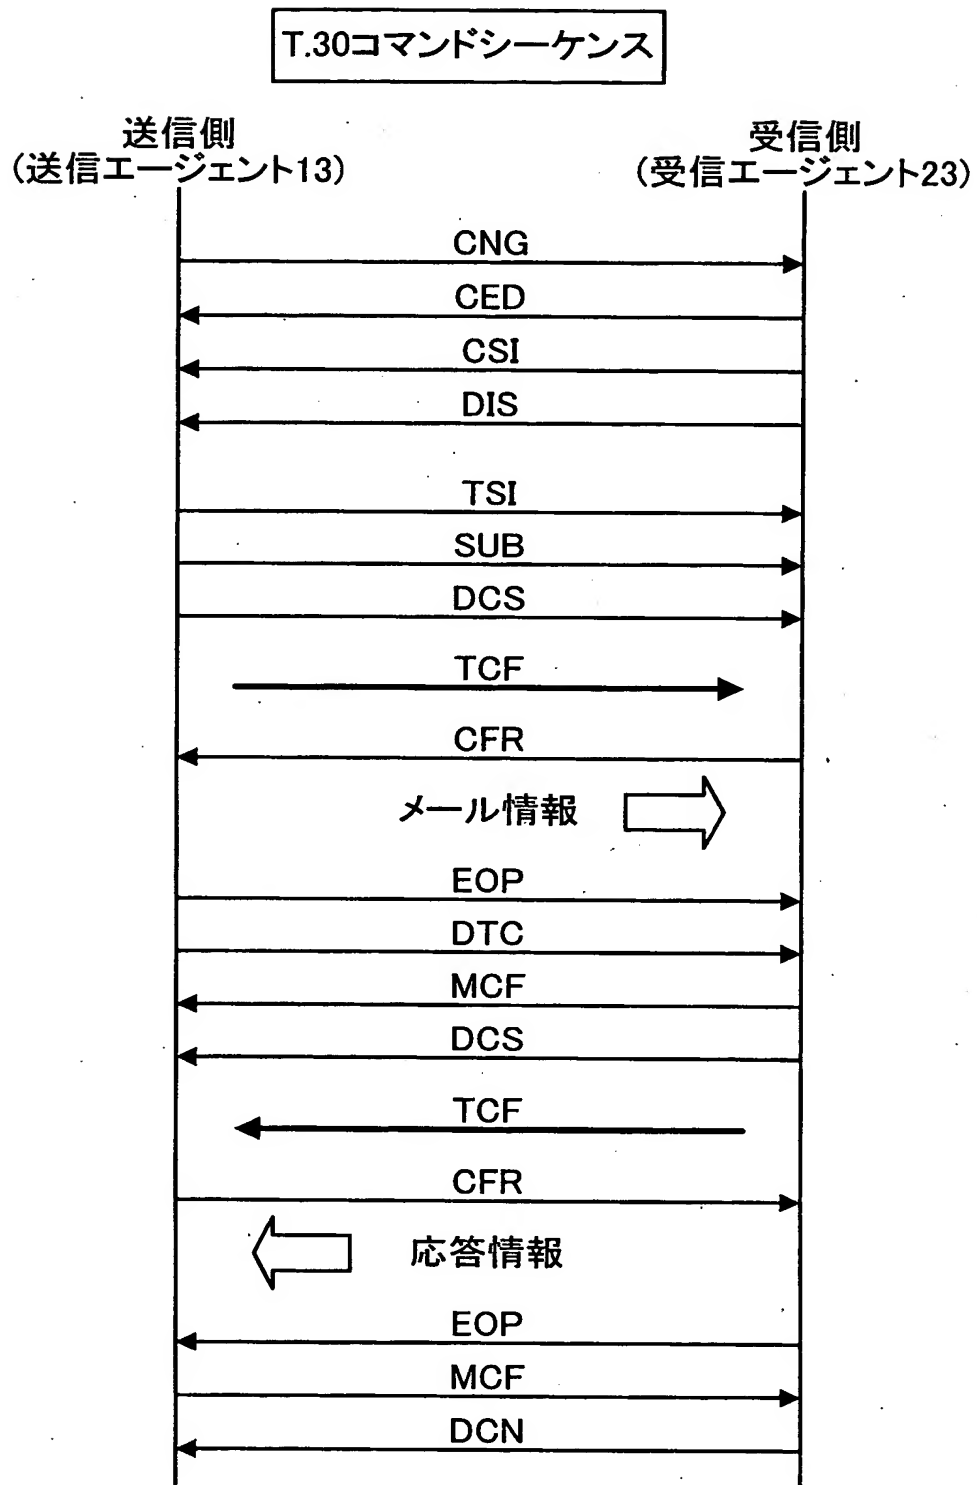 T.30コマンドシーケンス
送信側
(送信エージェント13)
受信側
(受信エージェント23)
CNG
CED
CSI
DIS
TSI
SUB
DCS
TCF
CFR
メール情報
EOP
DTC
MCF
DCS
TCF
CFR
応答情報
EOP
MCF
DCN